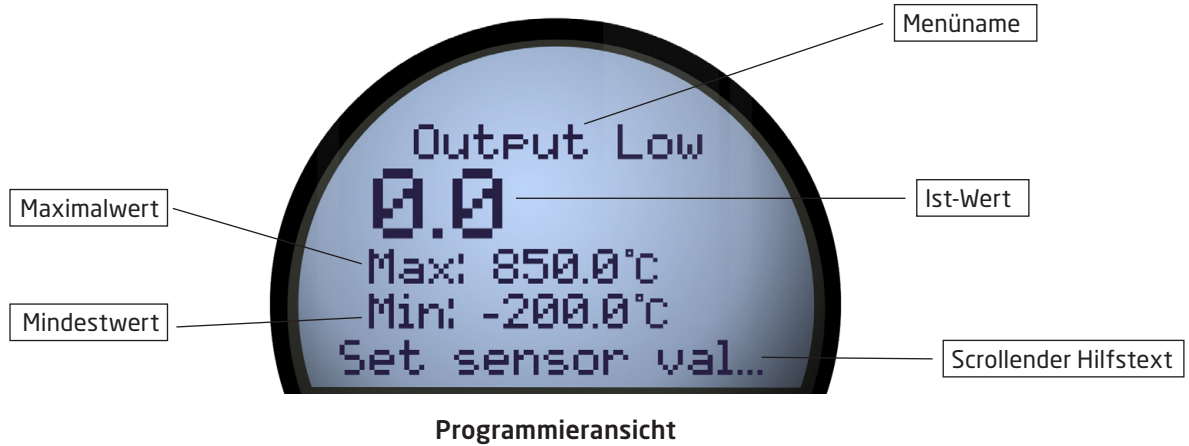 Menüname
Output Low
0.0
Ist-Wert
Maximalwert
Max: 850.0°C
Min: -200.0°C
Mindestwert
Set sensor val...
Scrollender Hilfstext
Programmieransicht